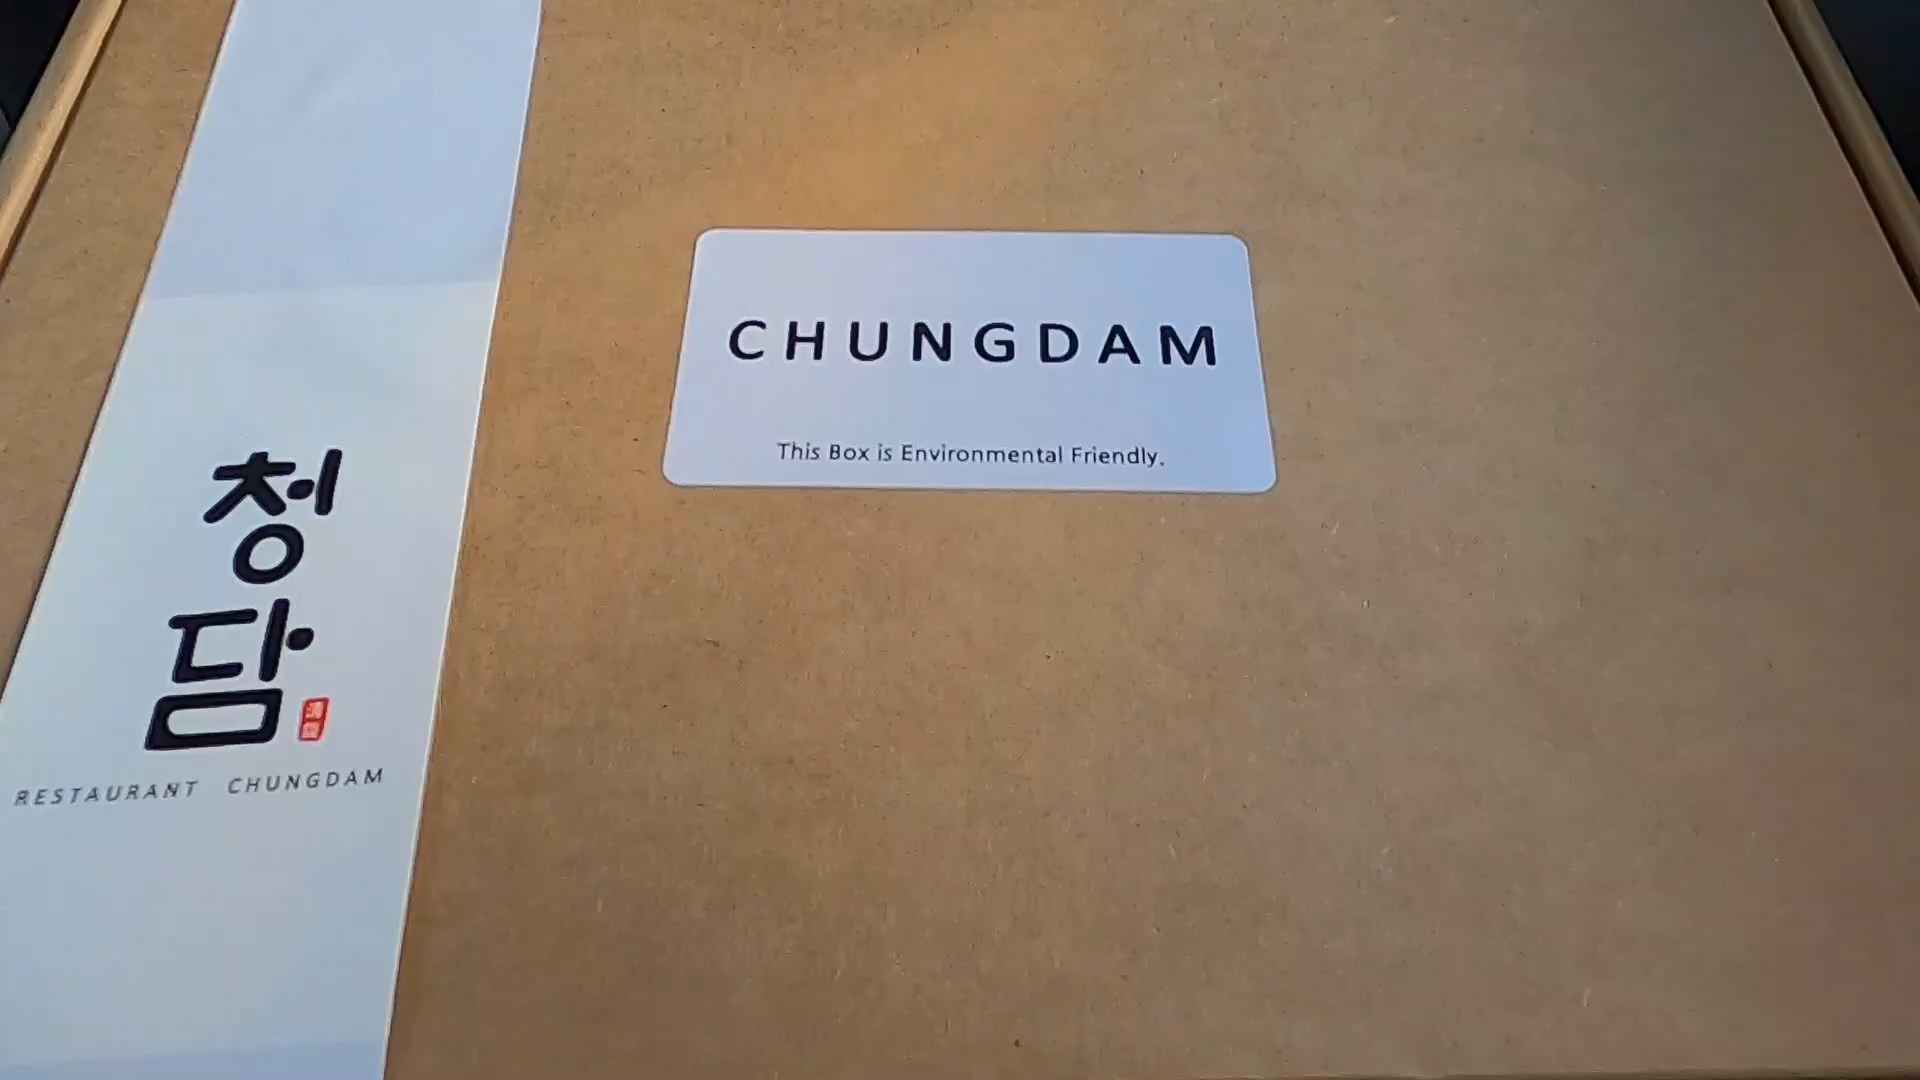 청
담
RESTAURANT CHUNGDAM
CHUNGDAM
This Box is Environmental Friendly.